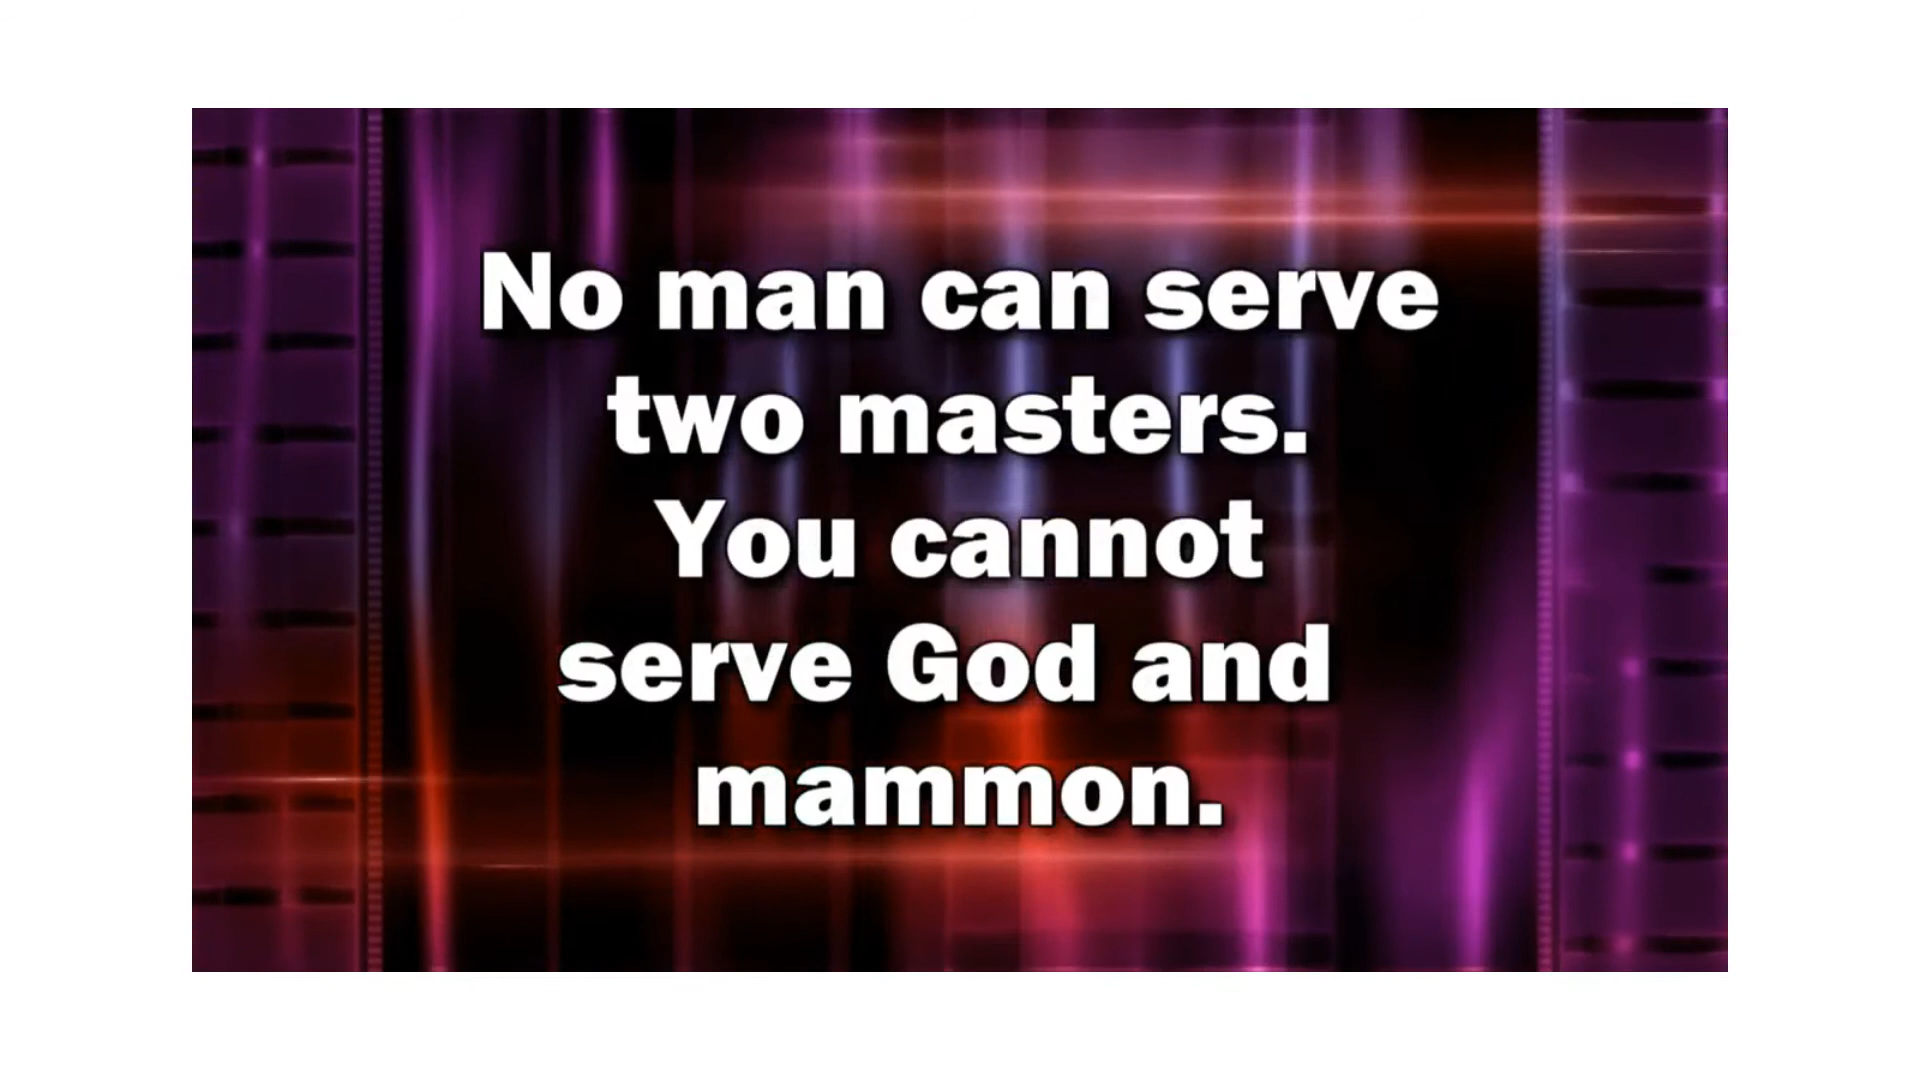 No man can serve
two masters.
You cannot
serve God and
mammon.